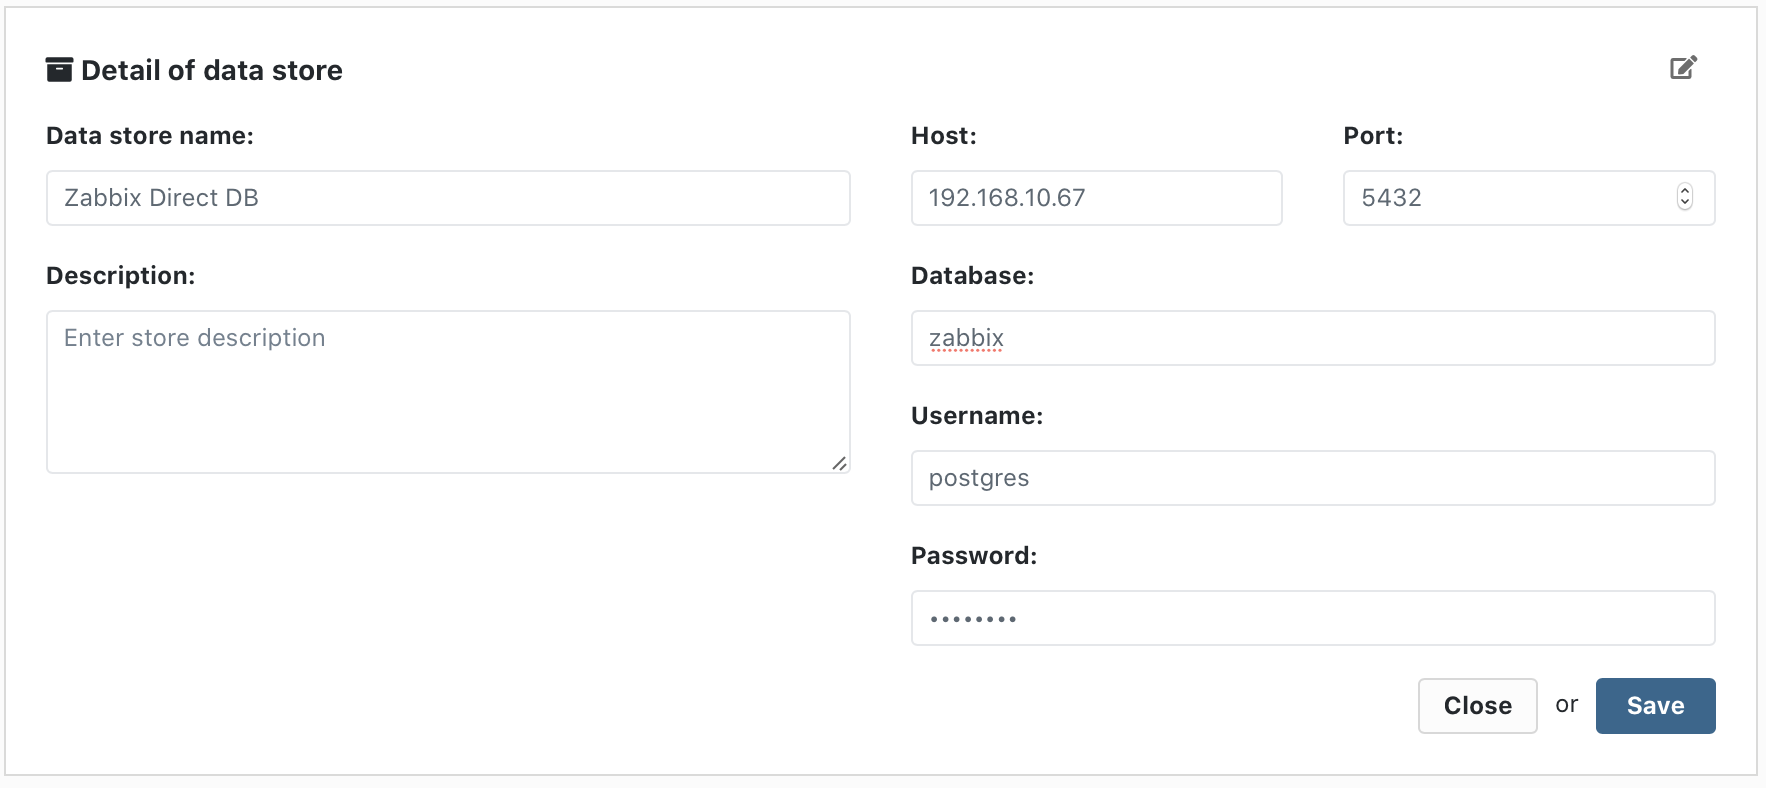 Detail of data store
Data store name:
Zabbix Direct DB
Description:
Enter store description
Host:
192.168.10.67
Port:
5432
Database:
zabbix
Username:
postgres
Password:
••••••••
Close or Save